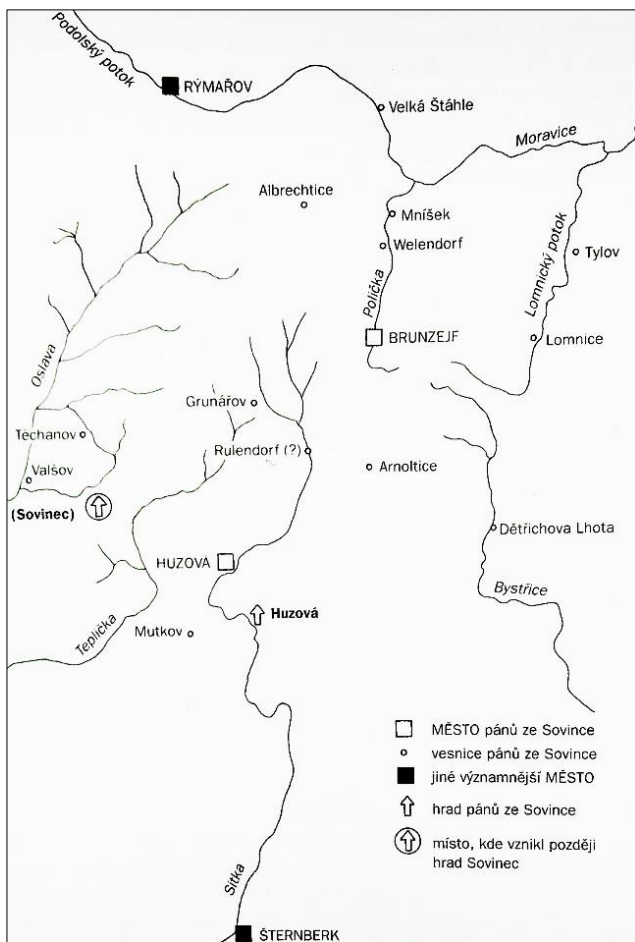 Podolský potok
RÝMAŘOV
Velká Štáhle
Moravice
Albrechtice
Mníšek
Welendorf
Tylov
Lomnický potok
Polička
BRUNZEJF
Lomnice
Oslava
Grunářov
Těchanov
Rulendorf (?)
Arnoltice
Valšov
(Sovinec)
Dětřichova Lhota
HUZOVÁ
Bystřice
Huzová
Teplička
Mutkov
MĚSTO pánů ze Sovince
vesnice pánů ze Sovince
jiné významnější MĚSTO
hrad pánů ze Sovince
místo, kde vznikl později
hrad Sovinec
Sitka
ŠTERNBERK